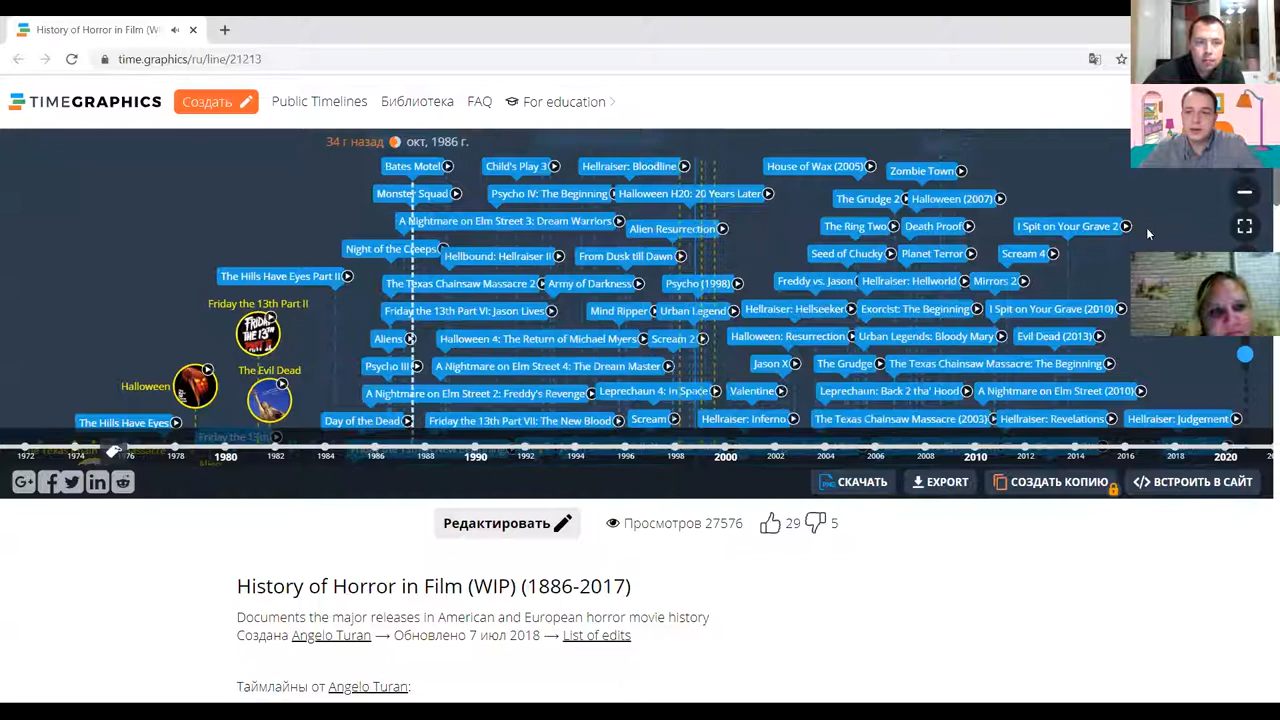 History of Horror in Film (W
time.graphics/ru/line/21213
TIMEGRAPHICS
Создать
Public Timelines
Библиотека
FAQ
For education
34 г назад окт, 1986 г.
Bates Motel
Child's Play 3
Hellraiser: Bloodline
House of Wax (2005)
Zombie Town
Monster Squad
Psycho IV: The Beginning
Halloween H20: 20 Years Later
The Grudge 2
Halloween (2007)
A Nightmare on Elm Street 3: Dream Warriors
Alien Resurrection
The Ring Two
Death Proof
I Spit on Your Grave 2
Night of the Creeps
Hellbound: Hellraiser II
From Dusk till Dawn
Seed of Chucky
Planet Terror
Scream 4
The Hills Have Eyes Part II
The Texas Chainsaw Massacre 2
Army of Darkness
Psycho (1998)
Freddy vs. Jason
Hellraiser: Hellworld
Mirrors 2
Friday the 13th Part II
Friday the 13th Part VI: Jason Lives
Mind Ripper
Urban Legend
Hellraiser: Hellseeker
Exorcist: The Beginning
I Spit on Your Grave (2010)
Aliens
Halloween 4: The Return of Michael Myers
Scream 2
Halloween: Resurrection
Urban Legends: Bloody Mary
Evil Dead (2013)
The Evil Dead
Psycho III
A Nightmare on Elm Street 4: The Dream Master
Jason X
The Grudge
The Texas Chainsaw Massacre: The Beginning
Halloween
A Nightmare on Elm Street 2: Freddy's Revenge
Leprechaun 4: in Space
Valentine
Leprechaun: Back 2 tha' Hood
A Nightmare on Elm Street (2010)
The Hills Have Eyes
Day of the Dead
Friday the 13th Part VII: The New Blood
Scream
Hellraiser: Inferno
The Texas Chainsaw Massacre (2003)
Hellraiser: Revelations
Hellraiser: Judgement
Friday the 13th
1972 1974 1978 1980 1982 1984 1986 1988 1990 1992 1994 1996 1998 2000 2002 2004 2006 2008 2010 2012 2014 2016 2018 2020
СКАЧАТЬ
EXPORT
СОЗДАТЬ КОПИЮ
ВСТРОИТЬ В САЙТ
Редактировать
Просмотров 27576
29
5
History of Horror in Film (WIP) (1886-2017)
Documents the major releases in American and European horror movie history
Создана Angelo Turan → Обновлено 7 июл 2018 → List of edits
Таймлайны от Angelo Turan: